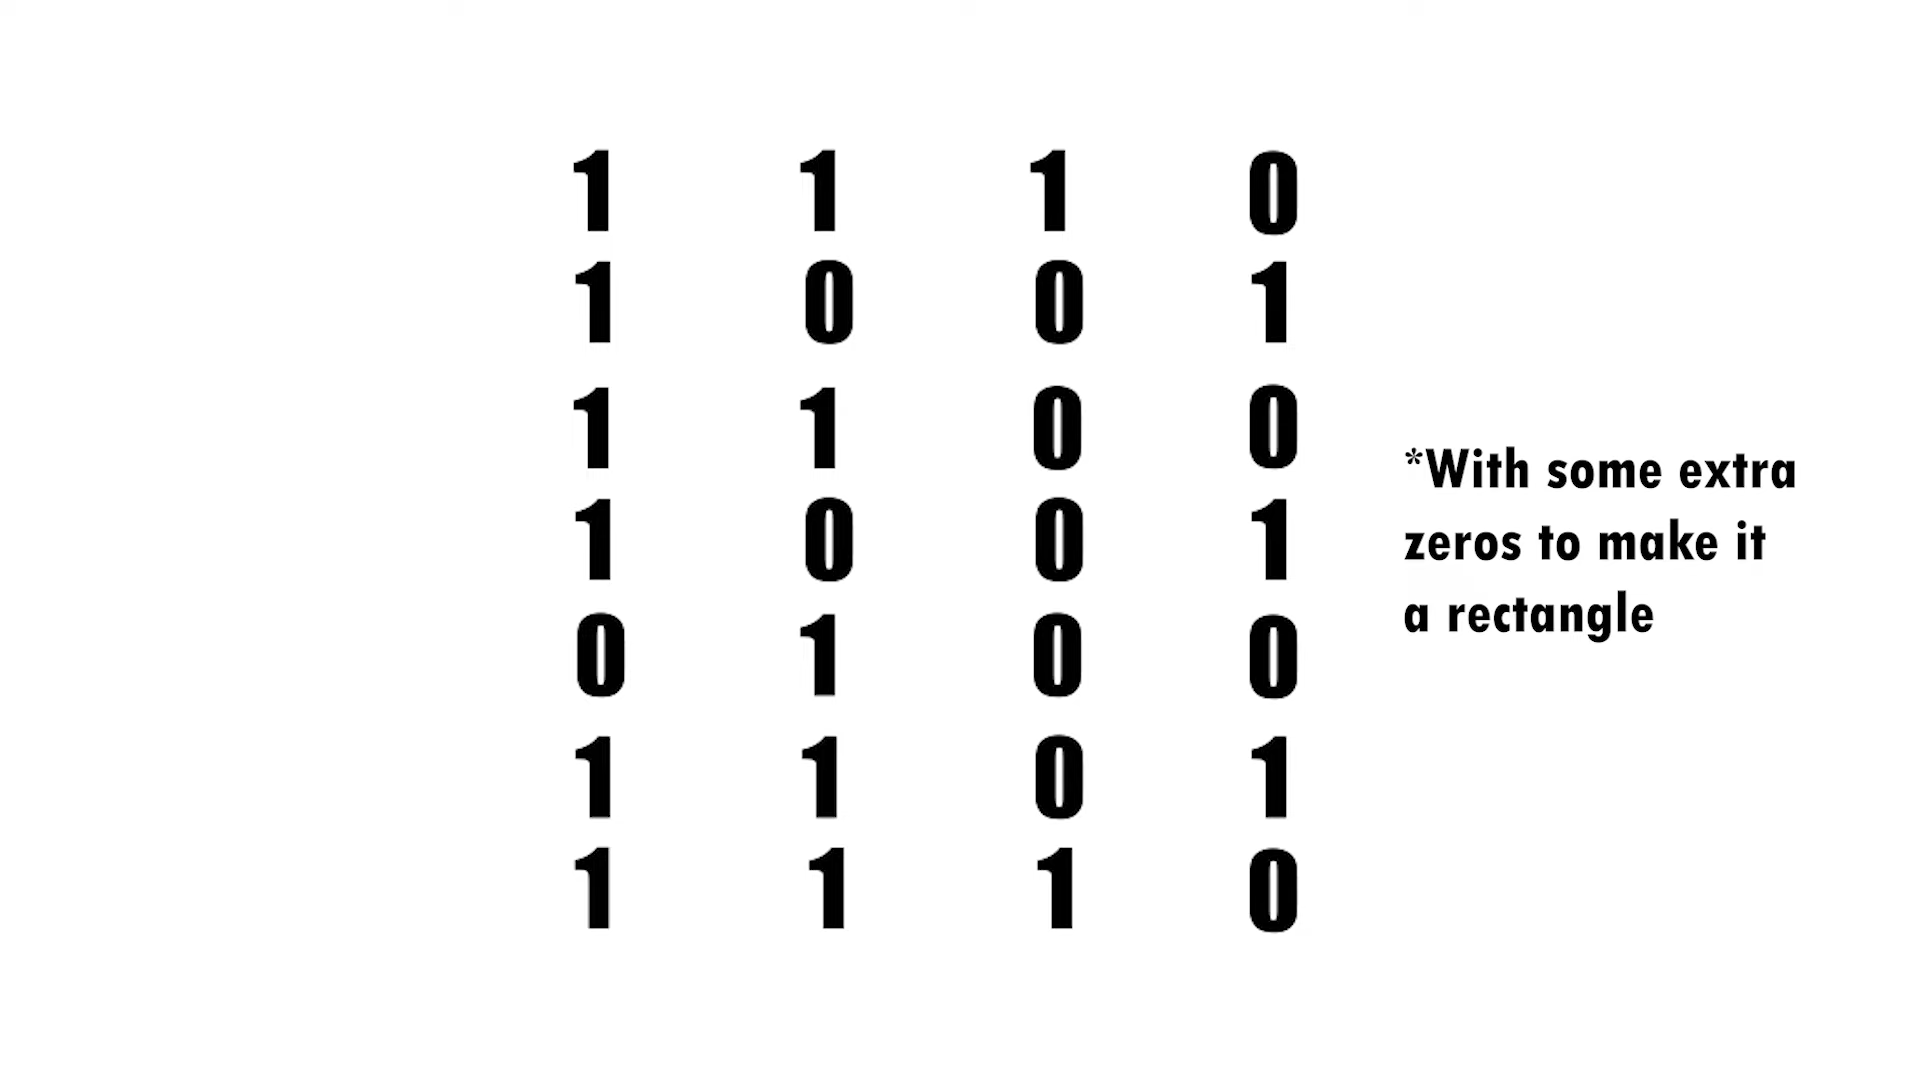 1 1 1 0
1 0 0 1
1 1 0 0
1 0 0 1
0 1 0 0
1 1 0 1
1 1 1 0
*With some extra
zeros to make it
a rectangle